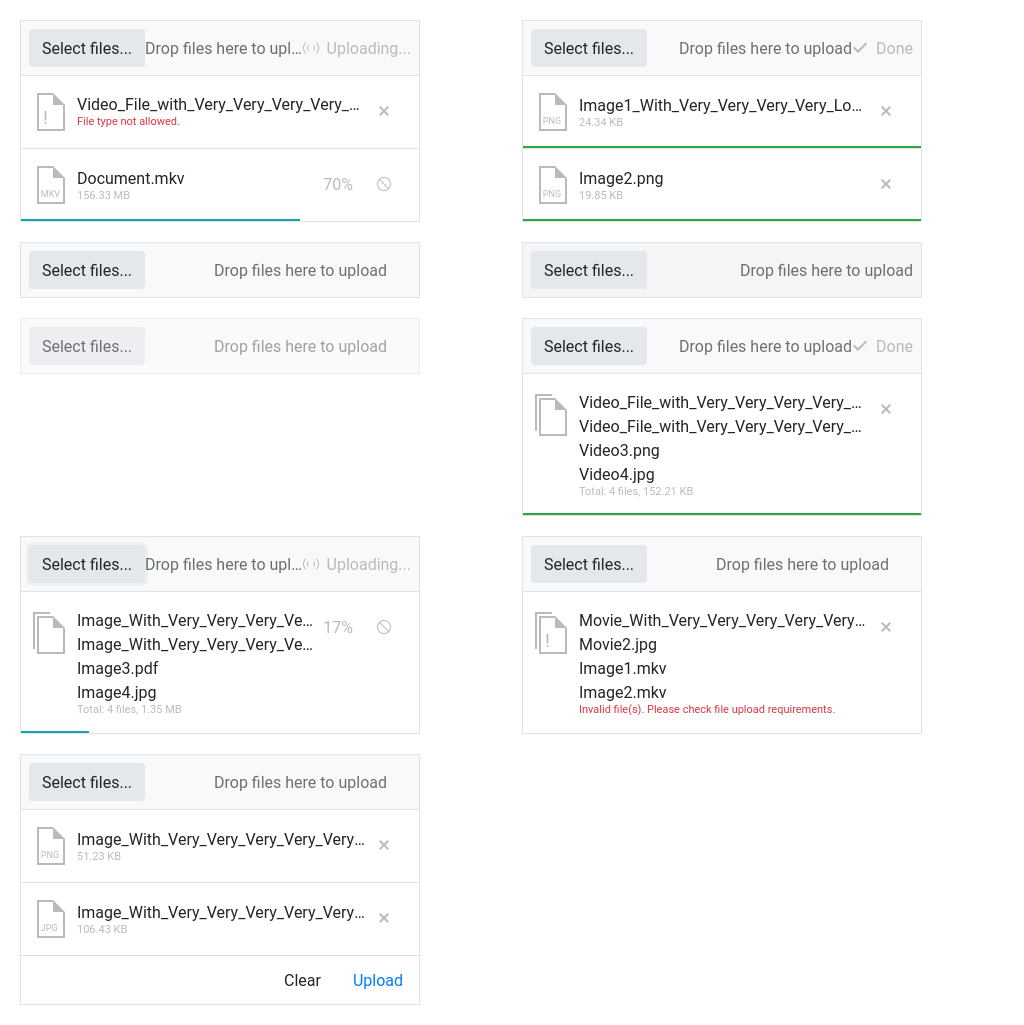 Select files... Drop files here to upl... Uploading...
Video_File_with_Very_Very_Very_Very_...
File type not allowed.
MKV Document.mkv 70%
156.33 MB
Select files... Drop files here to upload Done
PNG Image1_With_Very_Very_Very_Very_Lo...
24.34 KB
PNG Image2.png
19.85 KB
Select files... Drop files here to upload
Select files... Drop files here to upload
Select files... Drop files here to upload
Select files... Drop files here to upload Done
Video_File_with_Very_Very_Very_Very_...
Video_File_with_Very_Very_Very_Very_...
Video3.png
Video4.jpg
Total: 4 files, 152.21 KB
Select files... Drop files here to upl... Uploading...
Image_With_Very_Very_Very_Ve... 17%
Image_With_Very_Very_Very_Ve...
Image3.pdf
Image4.jpg
Total: 4 files, 1.35 MB
Select files... Drop files here to upload
Movie_With_Very_Very_Very_Very_Very...
Movie2.jpg
Image1.mkv
Image2.mkv
Invalid file(s). Please check file upload requirements.
Select files... Drop files here to upload
PNG Image_With_Very_Very_Very_Very_Very...
51.23 KB
JPG Image_With_Very_Very_Very_Very_Very...
106.43 KB
Clear Upload